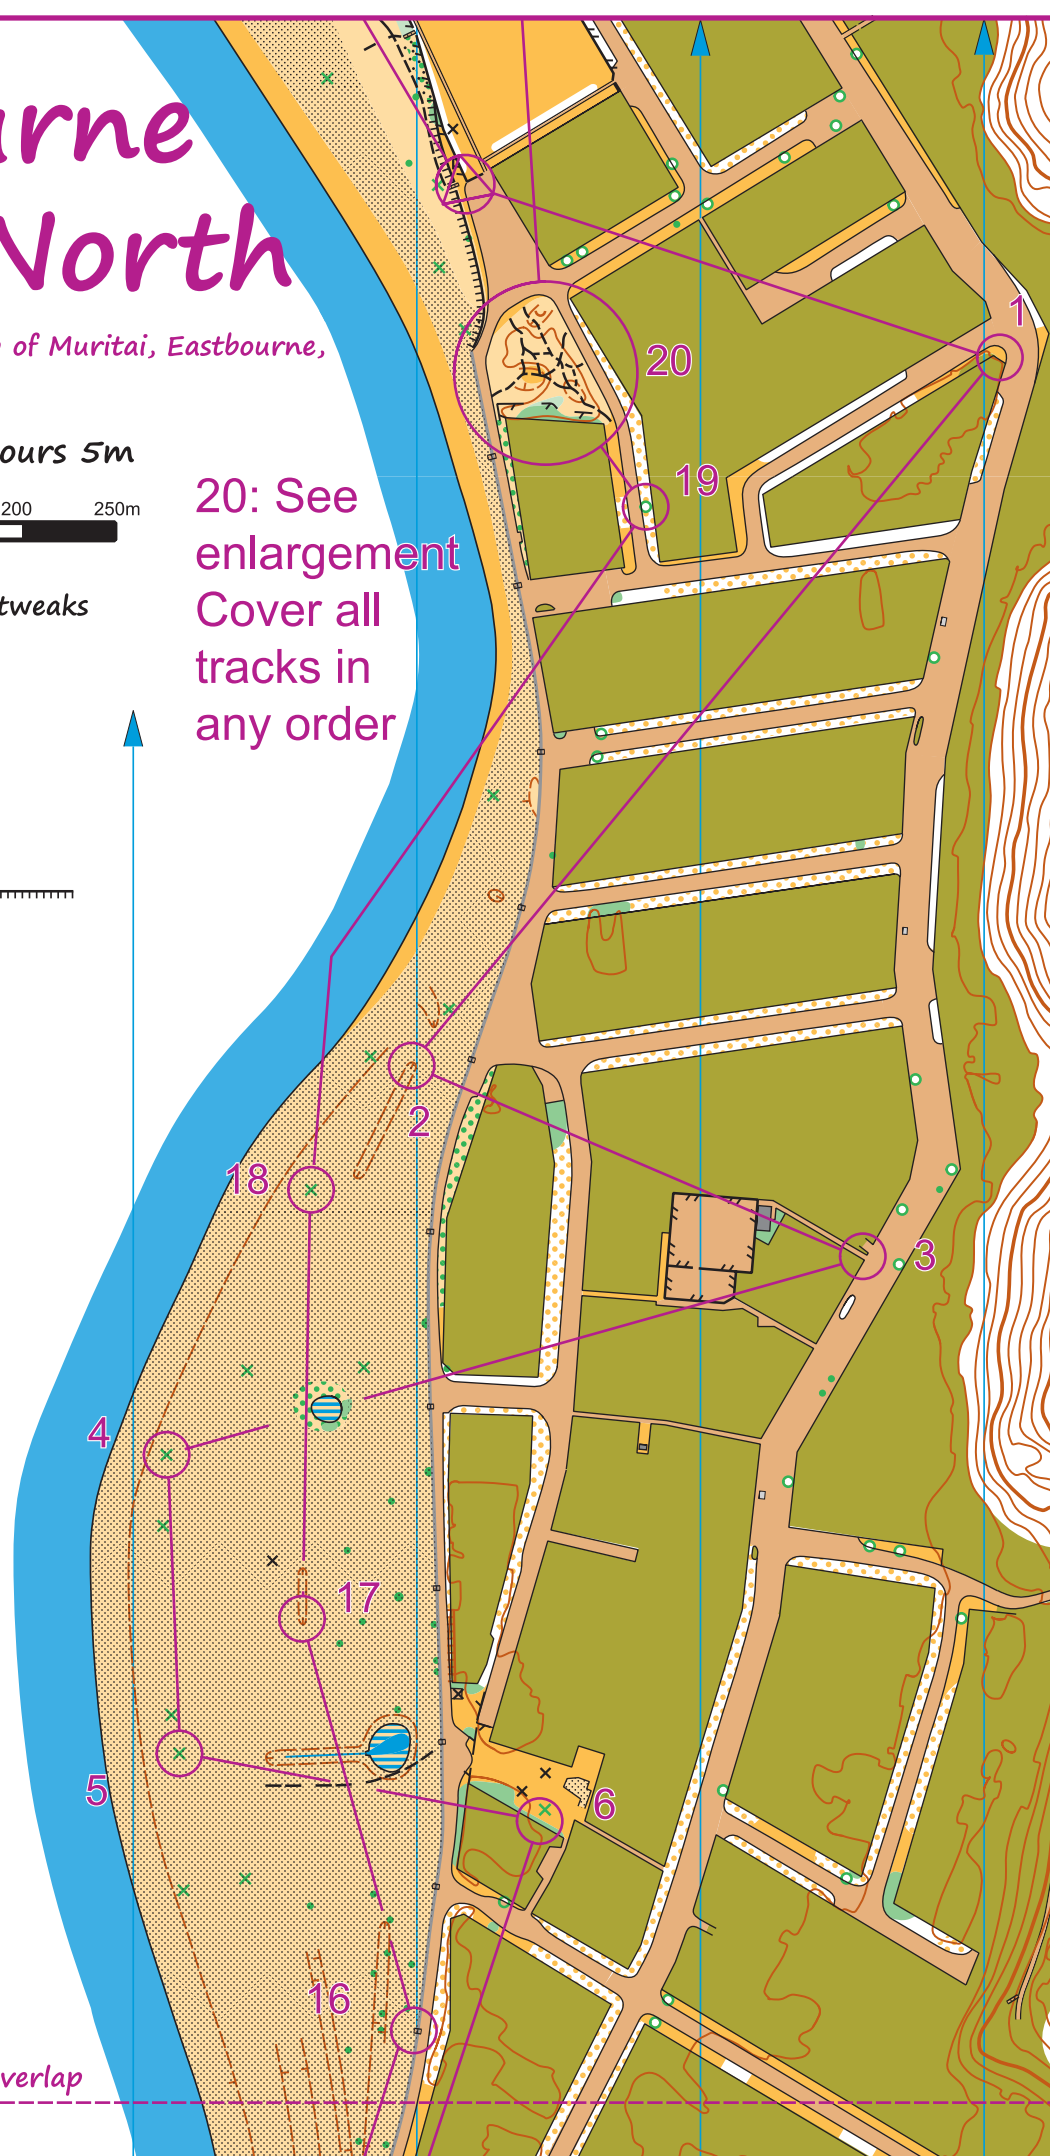 urne
North
of Muritai, Eastbourne,
ours 5m
200 250m
tweaks
20: See
enlargement
Cover all
tracks in
any order
1
20
19
2
18
3
4
17
5
6
16
verlap